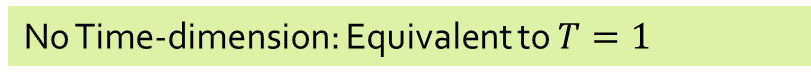 No Time-dimension: Equivalent to T = 1